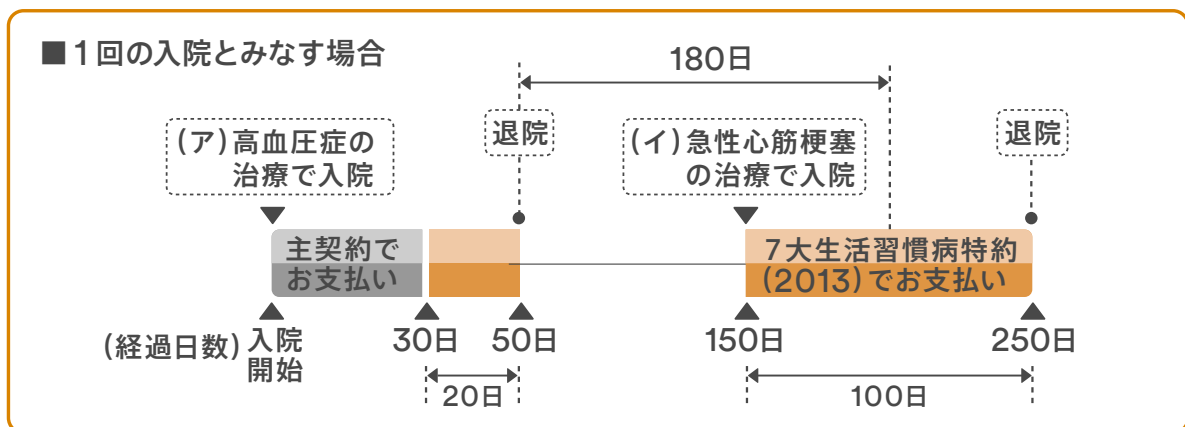 ■1回の入院とみなす場合
180日
(ア)高血圧症の
治療で入院
退院
(イ)急性心筋梗塞
の治療で入院
退院
主契約で
お支払い
7大生活習慣病特約
(2013)でお支払い
(経過日数)
入院
開始
30日
50日
150日
250日
20日
100日